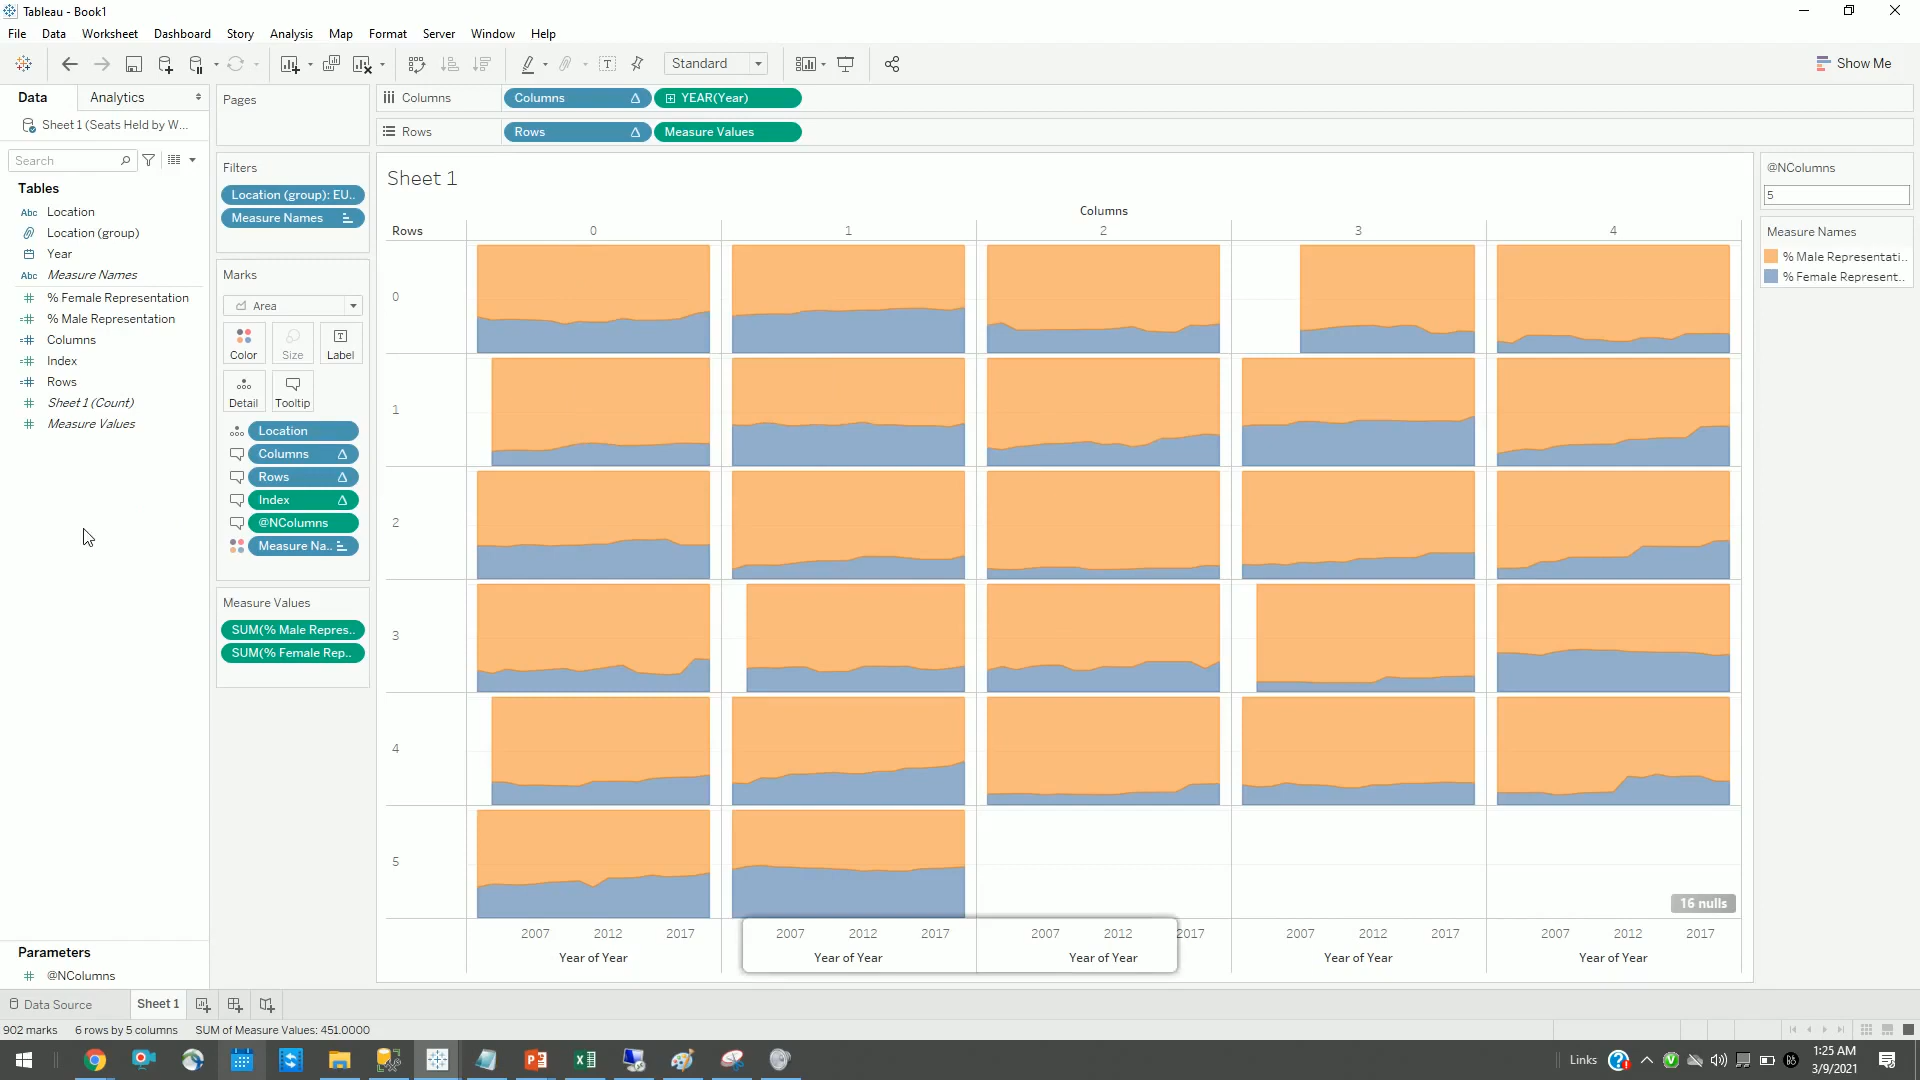 Tableau - Book1
File Data Worksheet Dashboard Story Analysis Map Format Server Window Help
Standard
Show Me
Data Analytics
Sheet 1 (Seats Held by W...
Search
Tables
Abc Location
Location (group)
Year
Abc Measure Names
% Female Representation
% Male Representation
Columns
Index
Rows
Sheet 1 (Count)
Measure Values
Parameters
@NColumns
Pages
Filters
Location (group): EU..
Measure Names
Marks
Area
Color Size Label
Detail Tooltip
Location
Columns
Rows
Index
@NColumns
Measure Na..
Measure Values
SUM(% Male Repres..
SUM(% Female Rep..
Columns Columns YEAR(Year)
Rows Rows Measure Values
Sheet 1
Columns
Rows 0 1 2 3 4
0
1
2
3
4
5
16 nulls
2007 2012 2017 2007 2012 2017 2007 2012 2017 2007 2012 2017 2007 2012 2017
Year of Year Year of Year Year of Year Year of Year Year of Year
@NColumns
5
Measure Names
% Male Representati..
% Female Represent..
Data Source Sheet 1
902 marks 6 rows by 5 columns SUM of Measure Values: 451.0000
Links 1:25 AM
3/9/2021